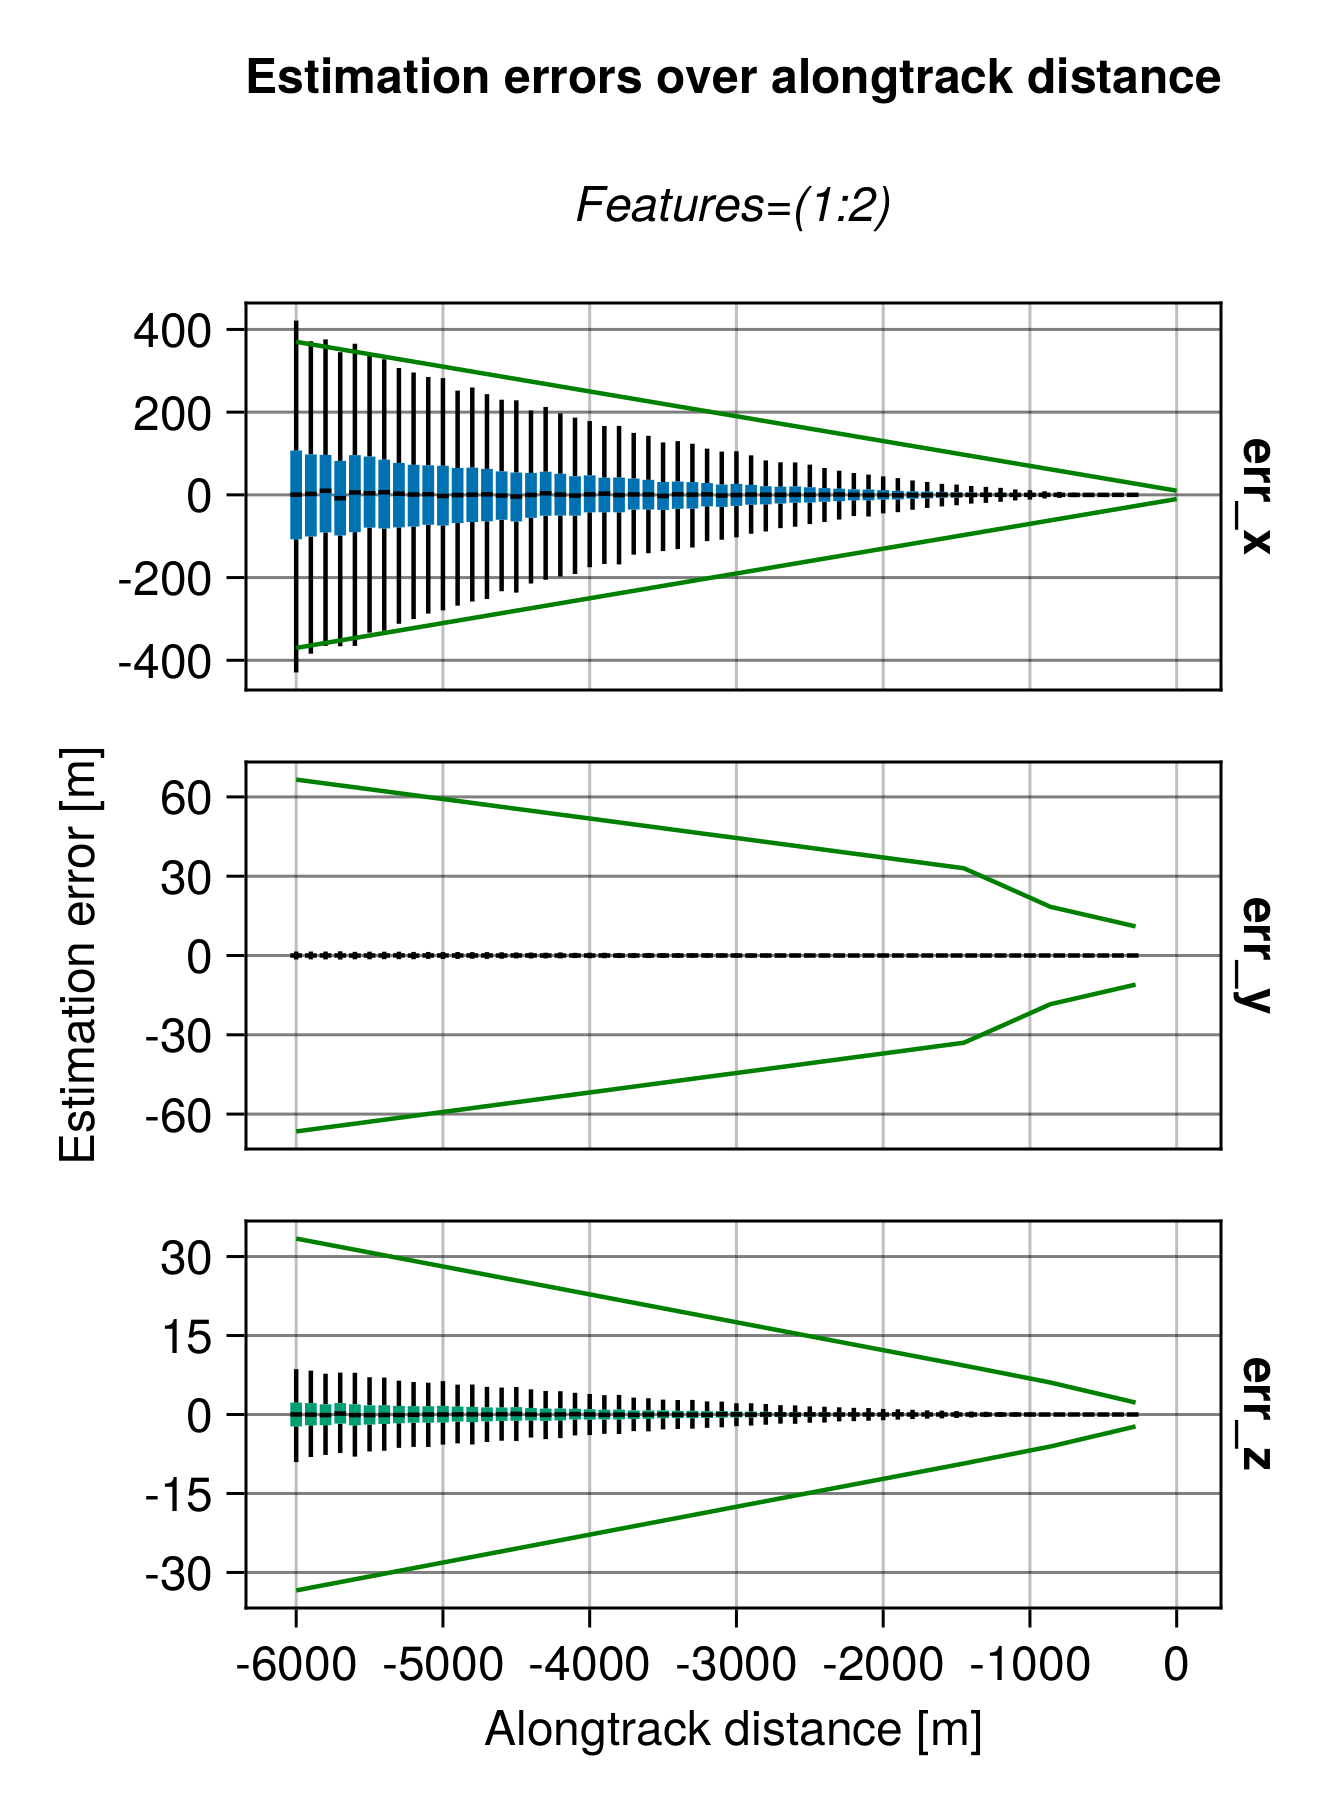 Estimation errors over alongtrack distance
Features=(1:2)
400
200
0
-200
-400
err_x
Estimation error [m]
60
30
0
-30
-60
err_y
30
15
0
-15
-30
err_z
-6000 -5000 -4000 -3000 -2000 -1000 0
Alongtrack distance [m]